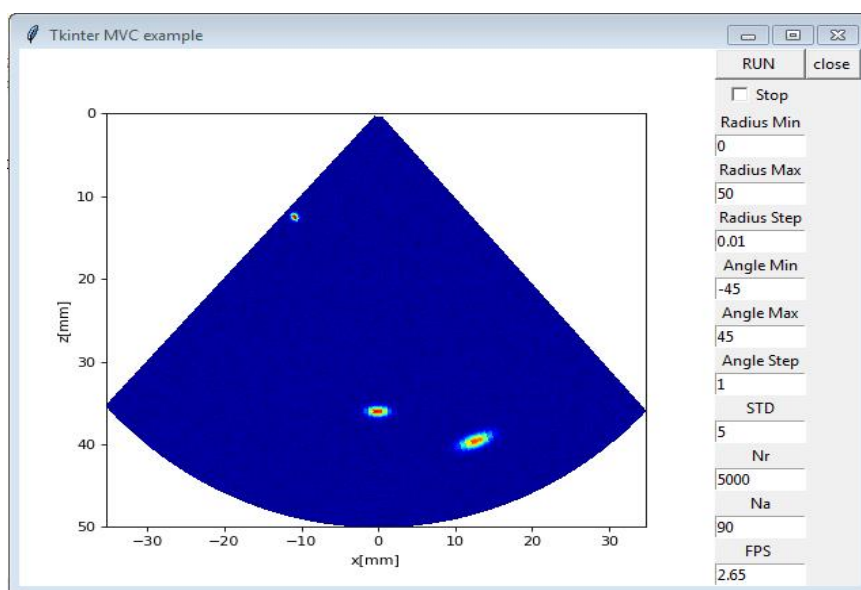 Tkinter MVC example
RUN close
Stop
Radius Min
0
Radius Max
50
Radius Step
0.01
Angle Min
-45
Angle Max
45
Angle Step
1
STD
5
Nr
5000
Na
90
FPS
2.65
0
10
20
30
40
50
z[mm]
−30 −20 −10 0 10 20 30
x[mm]